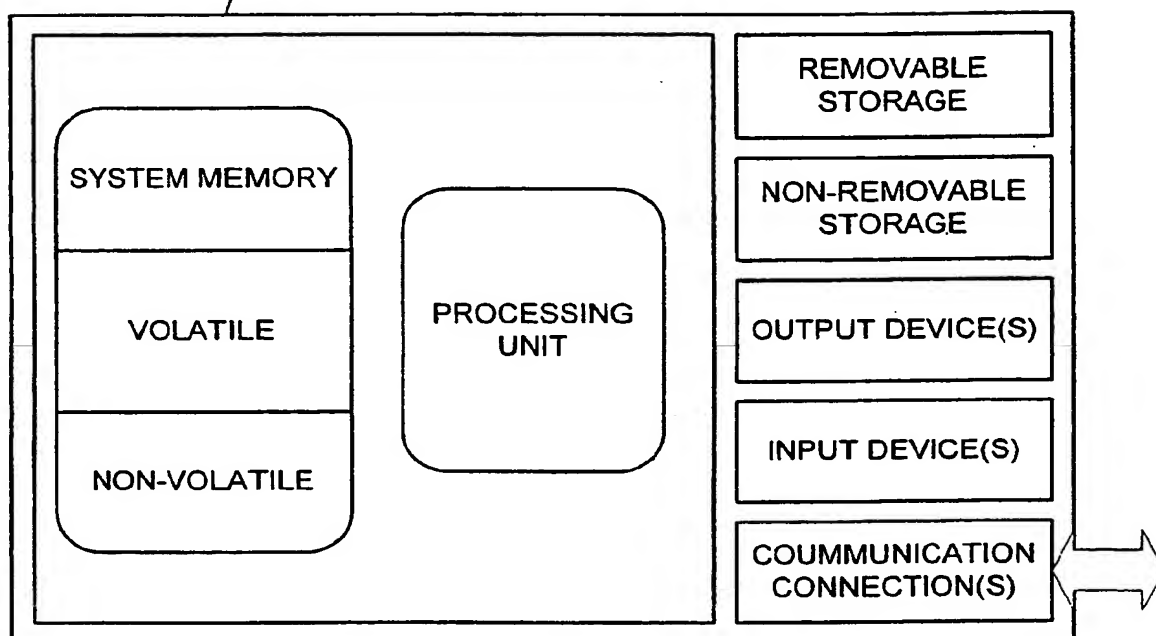 SYSTEM MEMORY
VOLATILE
NON-VOLATILE
PROCESSING
UNIT
REMOVABLE
STORAGE
NON-REMOVABLE
STORAGE
OUTPUT DEVICE(S)
INPUT DEVICE(S)
COUMMUNICATION
CONNECTION(S)